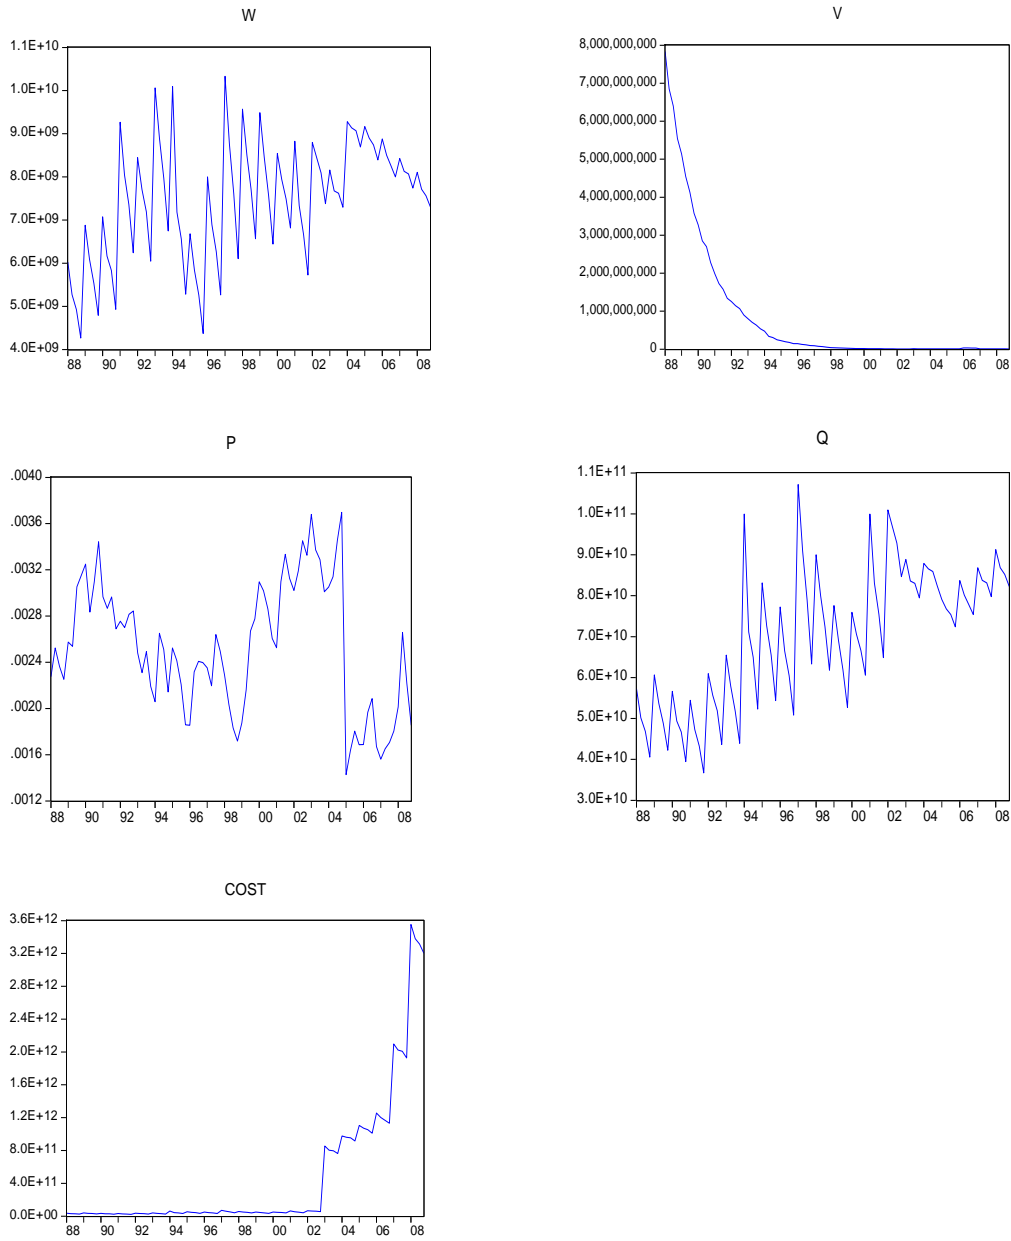 W
1.1E+10
1.0E+10
9.0E+09
8.0E+09
7.0E+09
6.0E+09
5.0E+09
4.0E+09
88 90 92 94 96 98 00 02 04 06 08
V
8,000,000,000
7,000,000,000
6,000,000,000
5,000,000,000
4,000,000,000
3,000,000,000
2,000,000,000
1,000,000,000
0
88 90 92 94 96 98 00 02 04 06 08
P
.0040
.0036
.0032
.0028
.0024
.0020
.0016
.0012
88 90 92 94 96 98 00 02 04 06 08
Q
1.1E+11
1.0E+11
9.0E+10
8.0E+10
7.0E+10
6.0E+10
5.0E+10
4.0E+10
3.0E+10
88 90 92 94 96 98 00 02 04 06 08
COST
3.6E+12
3.2E+12
2.8E+12
2.4E+12
2.0E+12
1.6E+12
1.2E+12
8.0E+11
4.0E+11
0.0E+00
88 90 92 94 96 98 00 02 04 06 08